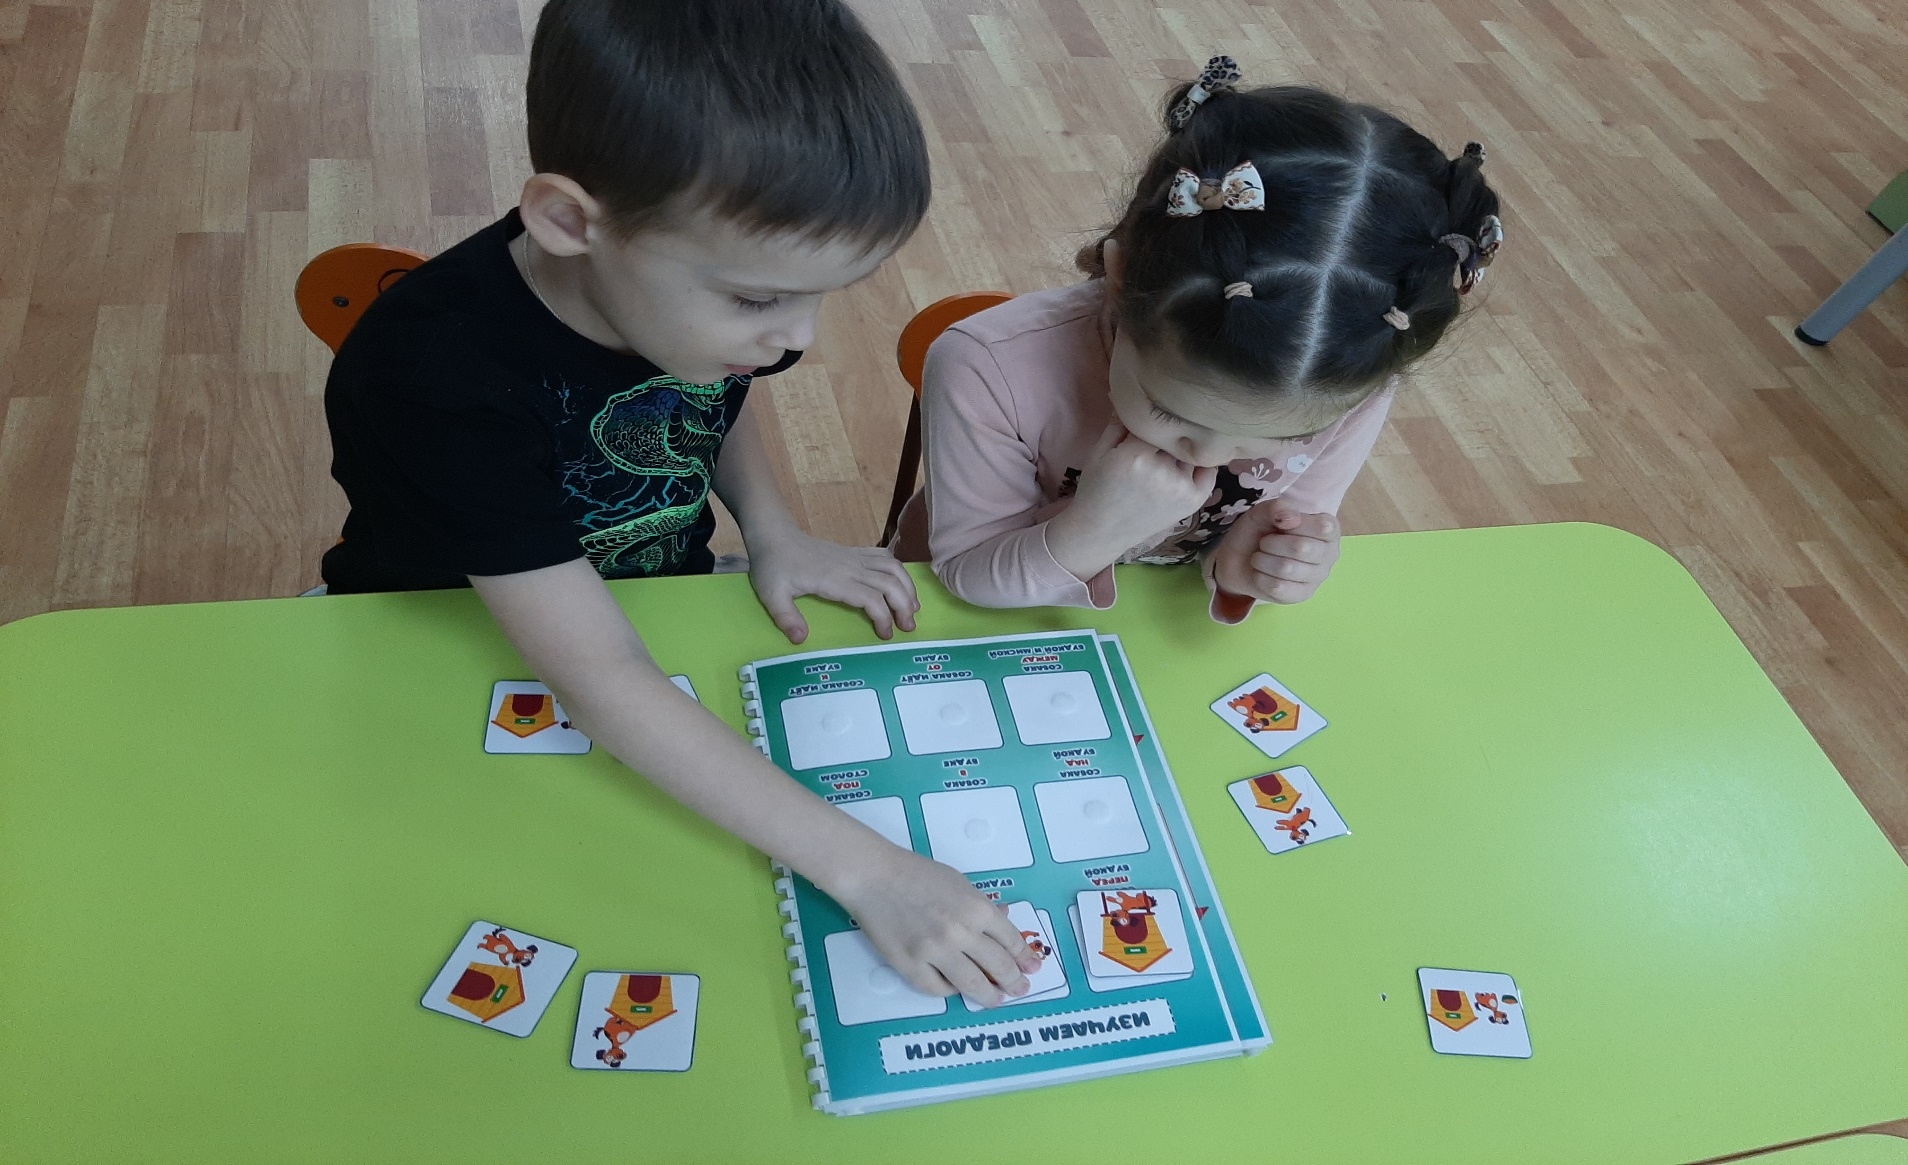 ИЗУЧАЕМ ПРЕДЛОГИ
ПЕРЕД
БУДКОЙ
ЗА
СОБАКА
НАД
БУДКОЙ
СОБАКА
В
БУДКЕ
СОБАКА
ПОД
СТОЛОМ
СОБАКА
МЕЖДУ
БУДКОЙ И МИСКОЙ
СОБАКА ИДЁТ
ОТ
БУДКИ
СОБАКА ИДЁТ
К
БУДКЕ